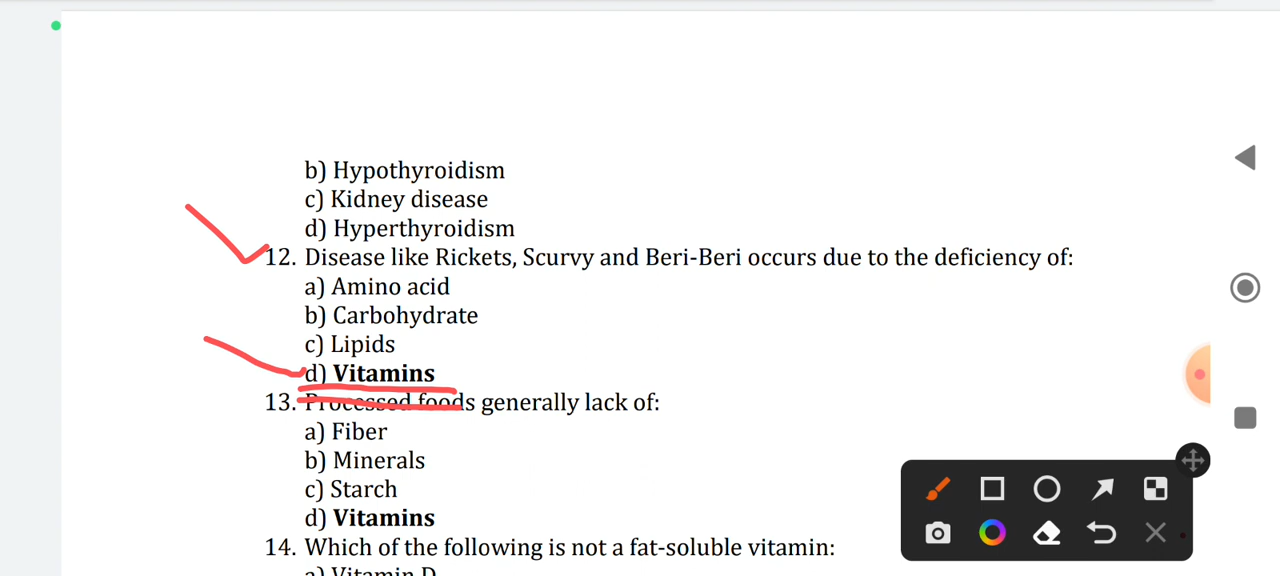 b) Hypothyroidism
c) Kidney disease
d) Hyperthyroidism
12. Disease like Rickets, Scurvy and Beri-Beri occurs due to the deficiency of:
a) Amino acid
b) Carbohydrate
c) Lipids
d) Vitamins
13. Processed foods generally lack of:
a) Fiber
b) Minerals
c) Starch
d) Vitamins
14. Which of the following is not a fat-soluble vitamin:
a) Vitamin D